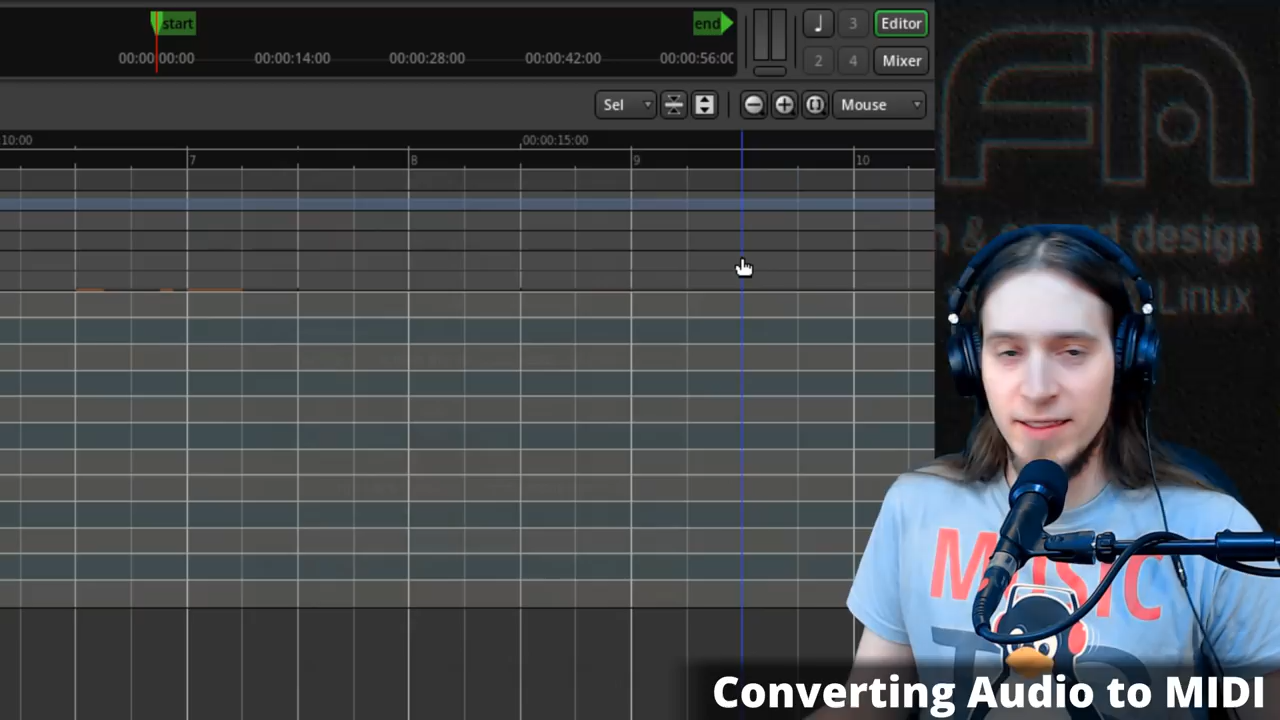 start
end
00:00:00:00
00:00:14:00
00:00:28:00
00:00:42:00
00:00:56:00
3
Editor
2
4
Mixer
Sel
Mouse
10:00
00:00:15:00
7
8
9
10
FA
& sound design
Linux
MUSIC
Converting Audio to MIDI